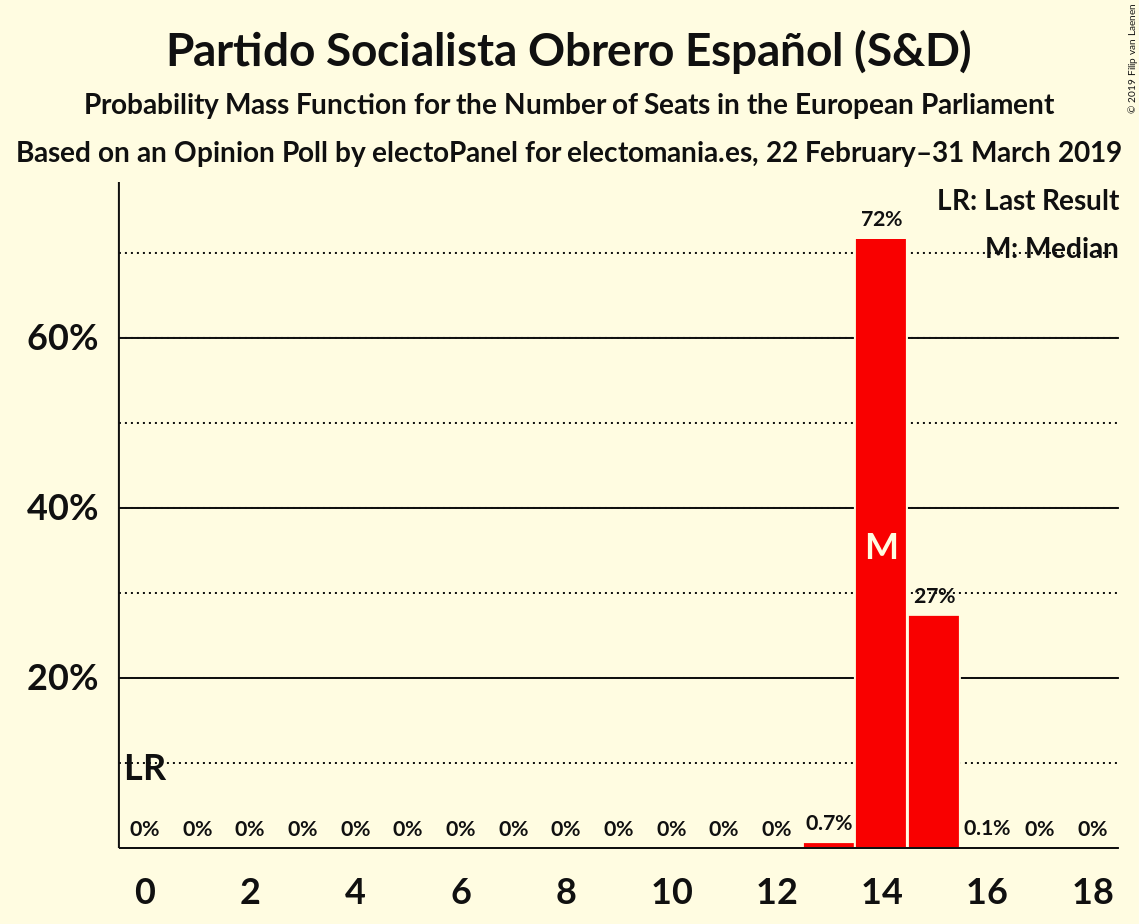 Partido Socialista Obrero Español (S&D)
Probability Mass Function for the Number of Seats in the European Parliament
Based on an Opinion Poll by electoPanel for electomania.es, 22 February–31 March 2019
© 2019 Filip van Laenen
LR: Last Result
M: Median
72%
60%
40%
M
27%
20%
LR
0% 0% 0% 0% 0% 0% 0% 0% 0% 0% 0% 0% 0% 0.7% 0.1% 0% 0%
0 2 4 6 8 10 12 14 16 18